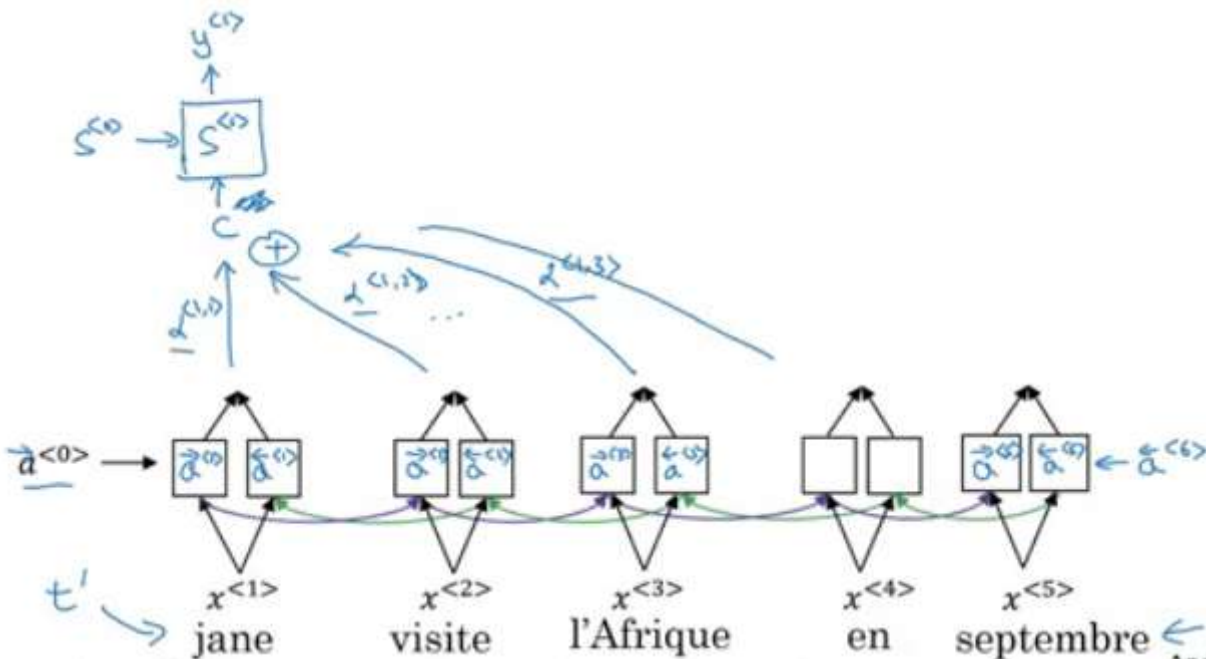 y<1>
S<0> → S<1>
C
+
α<1,1> α<1,2> ... α<1,3>
a<0> → a<1> a<1> a<2> a<2> a<3> a<3> a<5> a<5> ← a<6>
x<1> x<2> x<3> x<4> x<5>
t' jane visite l'Afrique en septembre ←